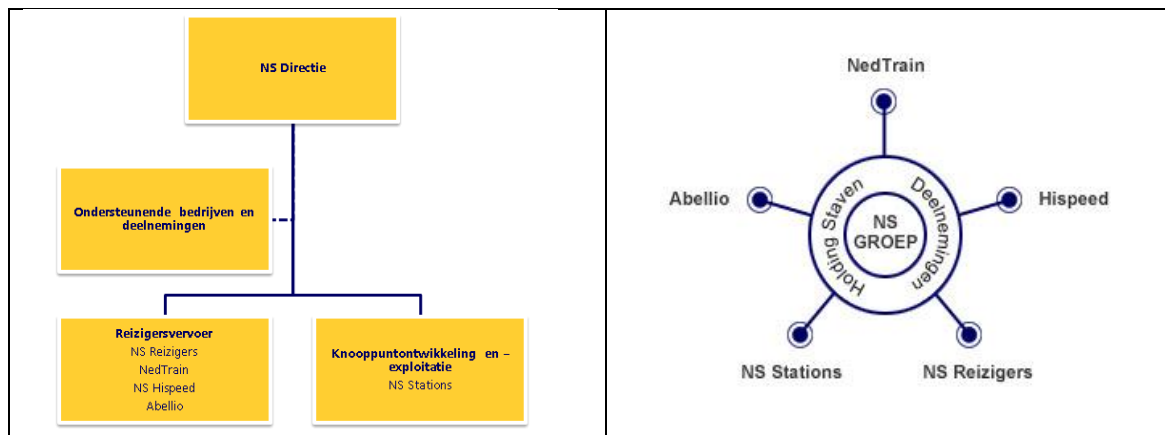 NS Directie
Ondersteunende bedrijven en
deelnemingen
Reizigersvervoer
NS Reizigers
NedTrain
NS Hispeed
Abellio
Knooppuntontwikkeling en –
exploitatie
NS Stations
NedTrain
Abellio
Hispeed
Holding Staven
Deelnemingen
NS
GROEP
NS Stations
NS Reizigers